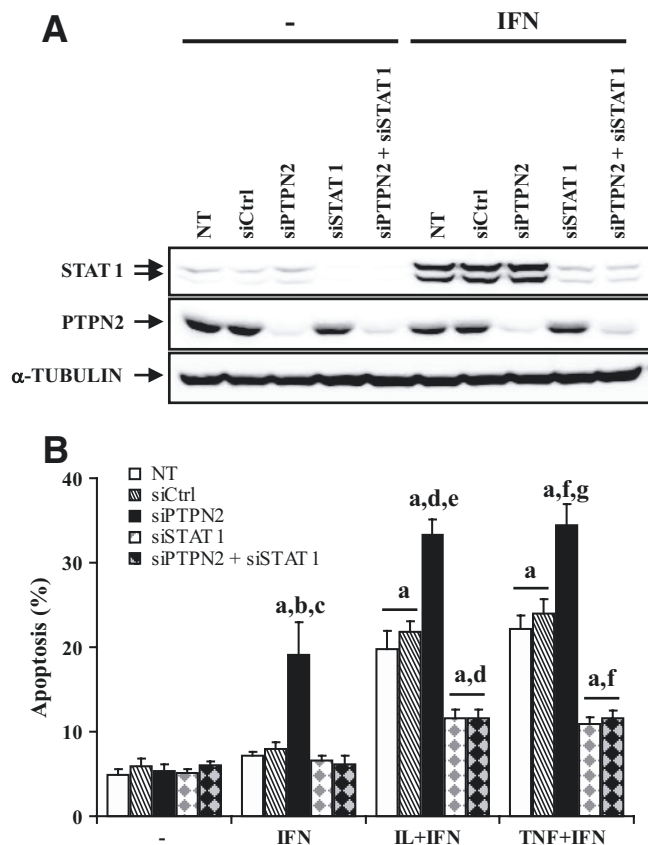 A
-
IFN
NT
siCtrl
siPTPN2
siSTAT 1
siPTPN2 + siSTAT 1
NT
siCtrl
siPTPN2
siSTAT 1
siPTPN2 + siSTAT 1
STAT 1
PTPN2
α-TUBULIN
B
NT
siCtrl
siPTPN2
siSTAT 1
siPTPN2 + siSTAT 1
Apoptosis (%)
40
30
20
10
0
a,b,c
a
a,d,e
a,d
a
a,f,g
a,f
-
IFN
IL+IFN
TNF+IFN